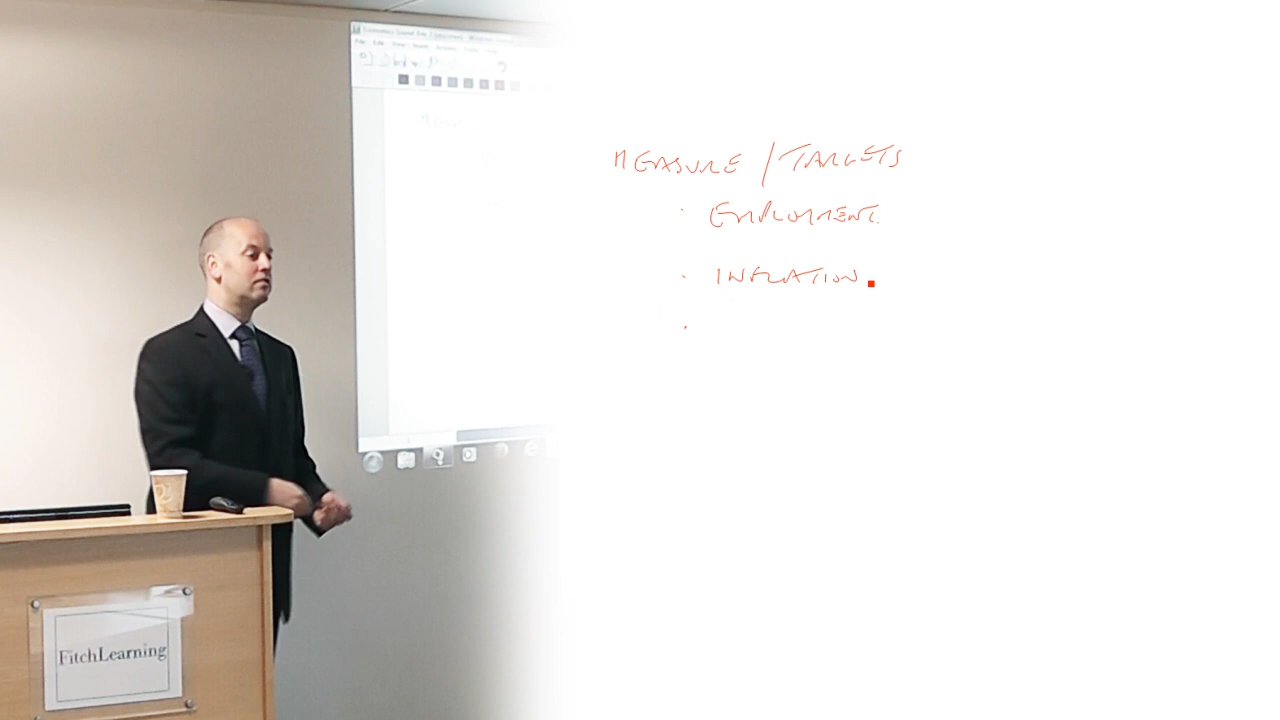 MEASURE / TARGETS
· EMPLOYMENT.
· INFLATION.
·
FitchLearning